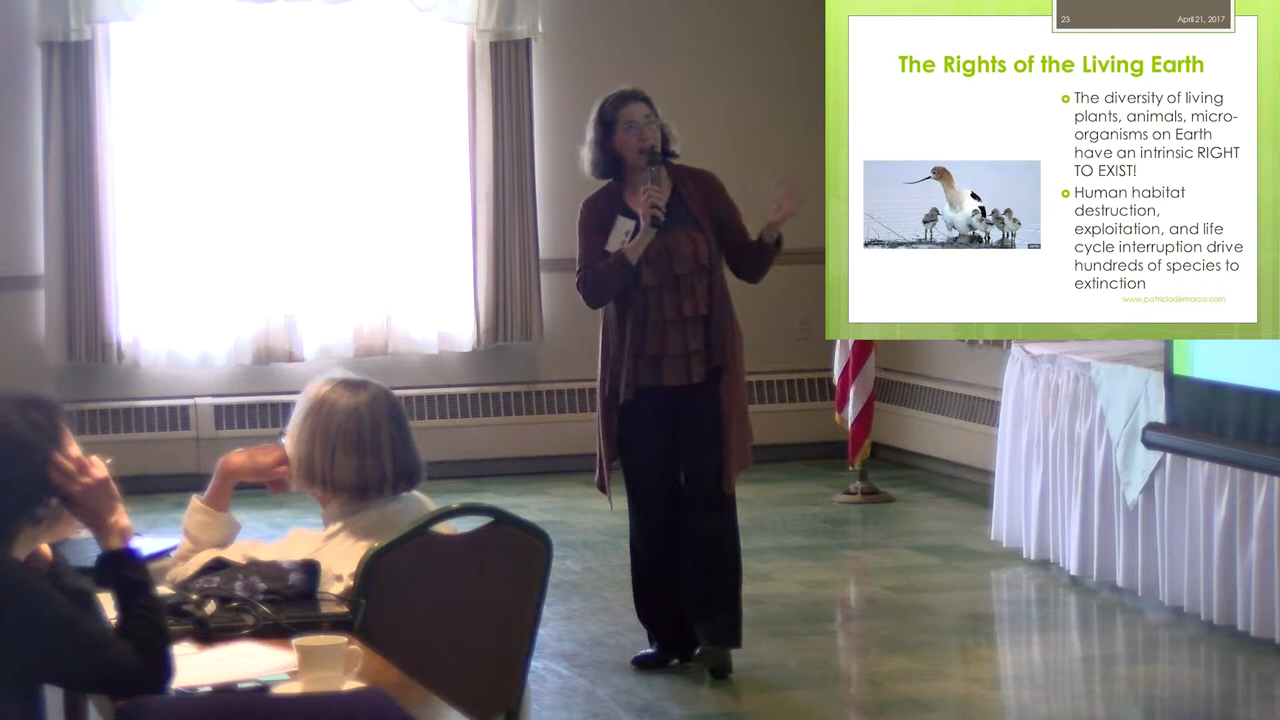 23
April 21, 2017
The Rights of the Living Earth
The diversity of living
plants, animals, micro-
organisms on Earth
have an intrinsic RIGHT
TO EXIST!
Human habitat
destruction,
exploitation, and life
cycle interruption drive
hundreds of species to
extinction
www.patriciademarco.com